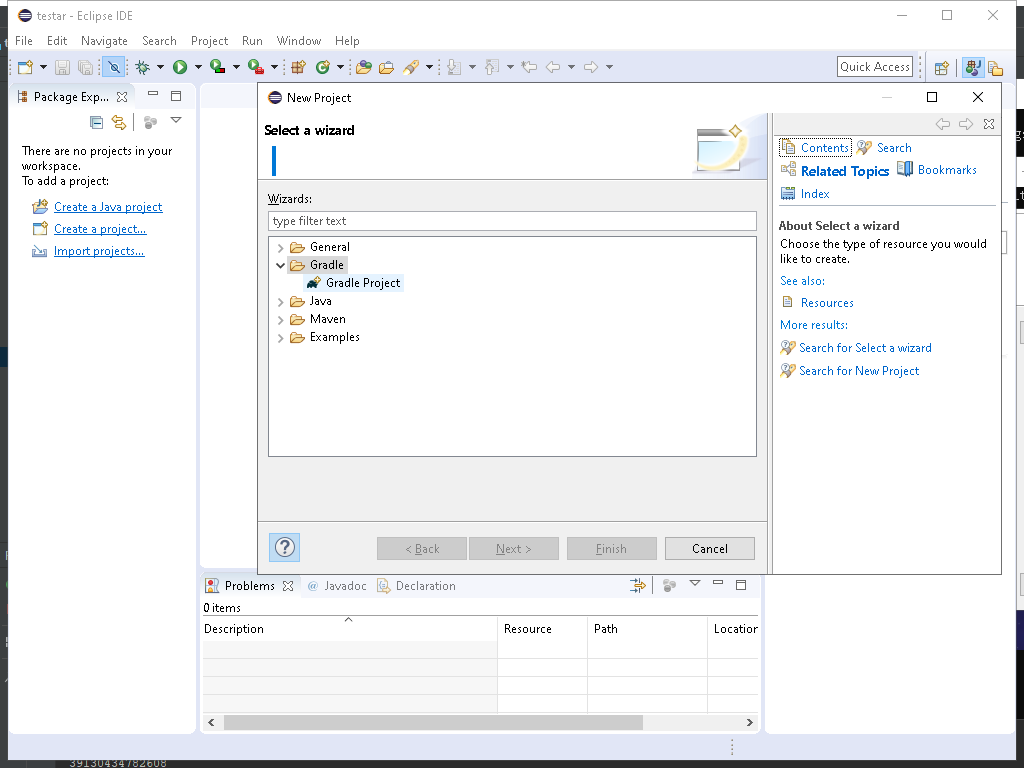 testar - Eclipse IDE
File Edit Navigate Search Project Run Window Help
Quick Access
Package Exp...
There are no projects in your
workspace.
To add a project:
Create a Java project
Create a project...
Import projects...
New Project
Select a wizard
Wizards:
type filter text
General
Gradle
Gradle Project
Java
Maven
Examples
? < Back Next > Finish Cancel
Contents Search
Related Topics Bookmarks
Index
About Select a wizard
Choose the type of resource you would
like to create.
See also:
Resources
More results:
Search for Select a wizard
Search for New Project
Problems @ Javadoc Declaration
0 items
Description Resource Path Location
39130434782608